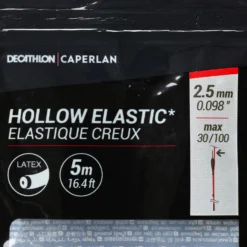 DECATHLON | CAPERLAN
HOLLOW ELASTIC*
ELASTIQUE CREUX
LATEX
5m
16.4ft
2.5 mm
0.098"
max
30/100